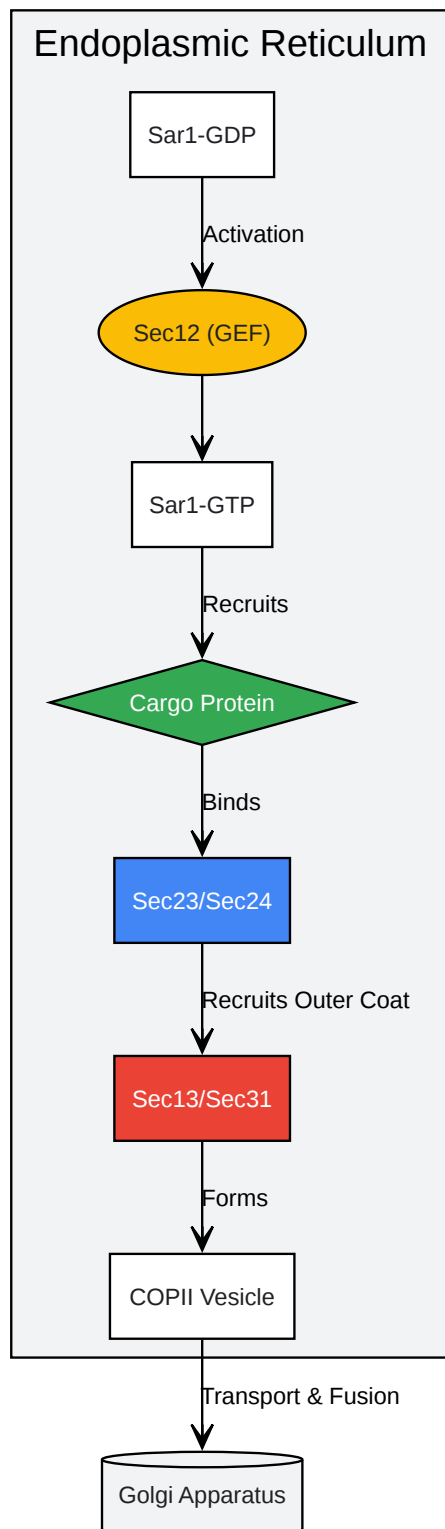 Endoplasmic Reticulum
Sar1-GDP
Activation
Sec12 (GEF)
Sar1-GTP
Recruits
Cargo Protein
Binds
Sec23/Sec24
Recruits Outer Coat
Sec13/Sec31
Forms
COPII Vesicle
Transport & Fusion
Golgi Apparatus